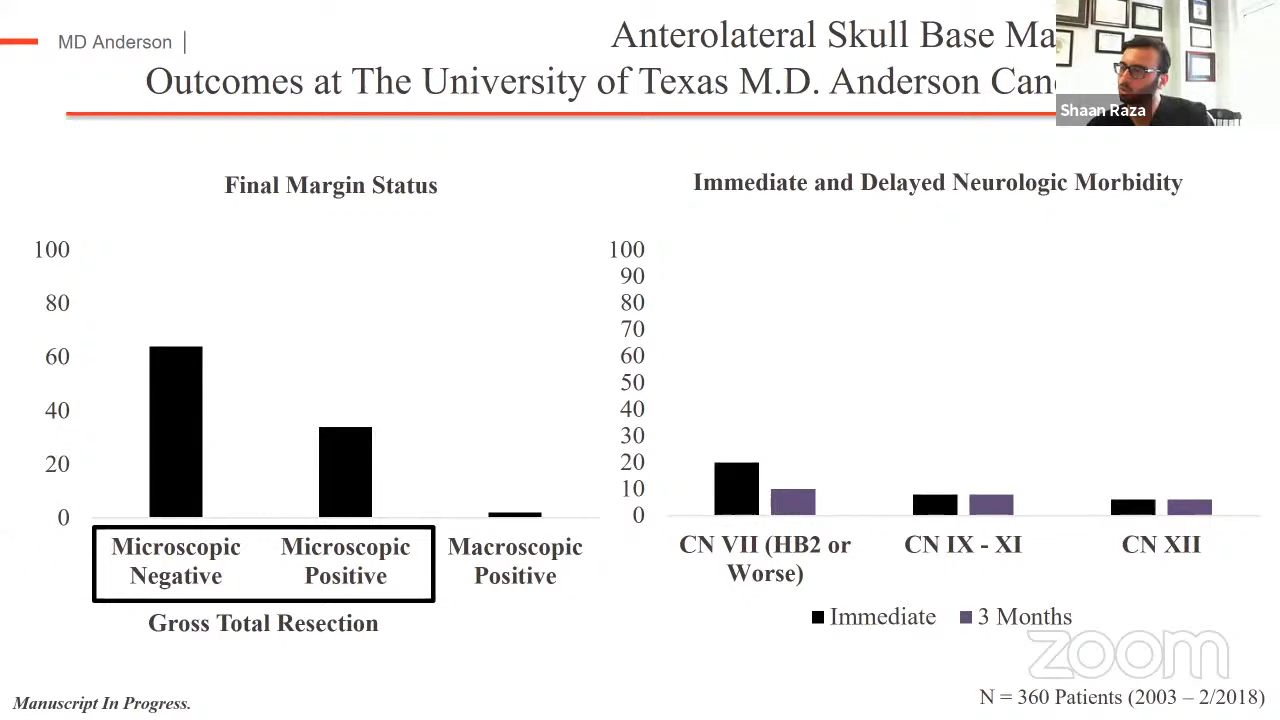 MD Anderson |
Anterolateral Skull Base Ma
Outcomes at The University of Texas M.D. Anderson Canc
Shaan Raza
Final Margin Status
100
80
60
40
20
0
Microscopic Negative
Microscopic Positive
Macroscopic Positive
Gross Total Resection
Immediate and Delayed Neurologic Morbidity
100
90
80
70
60
50
40
30
20
10
0
CN VII (HB2 or Worse)
CN IX - XI
CN XII
Immediate
3 Months
zoom
Manuscript In Progress.
N = 360 Patients (2003 – 2/2018)